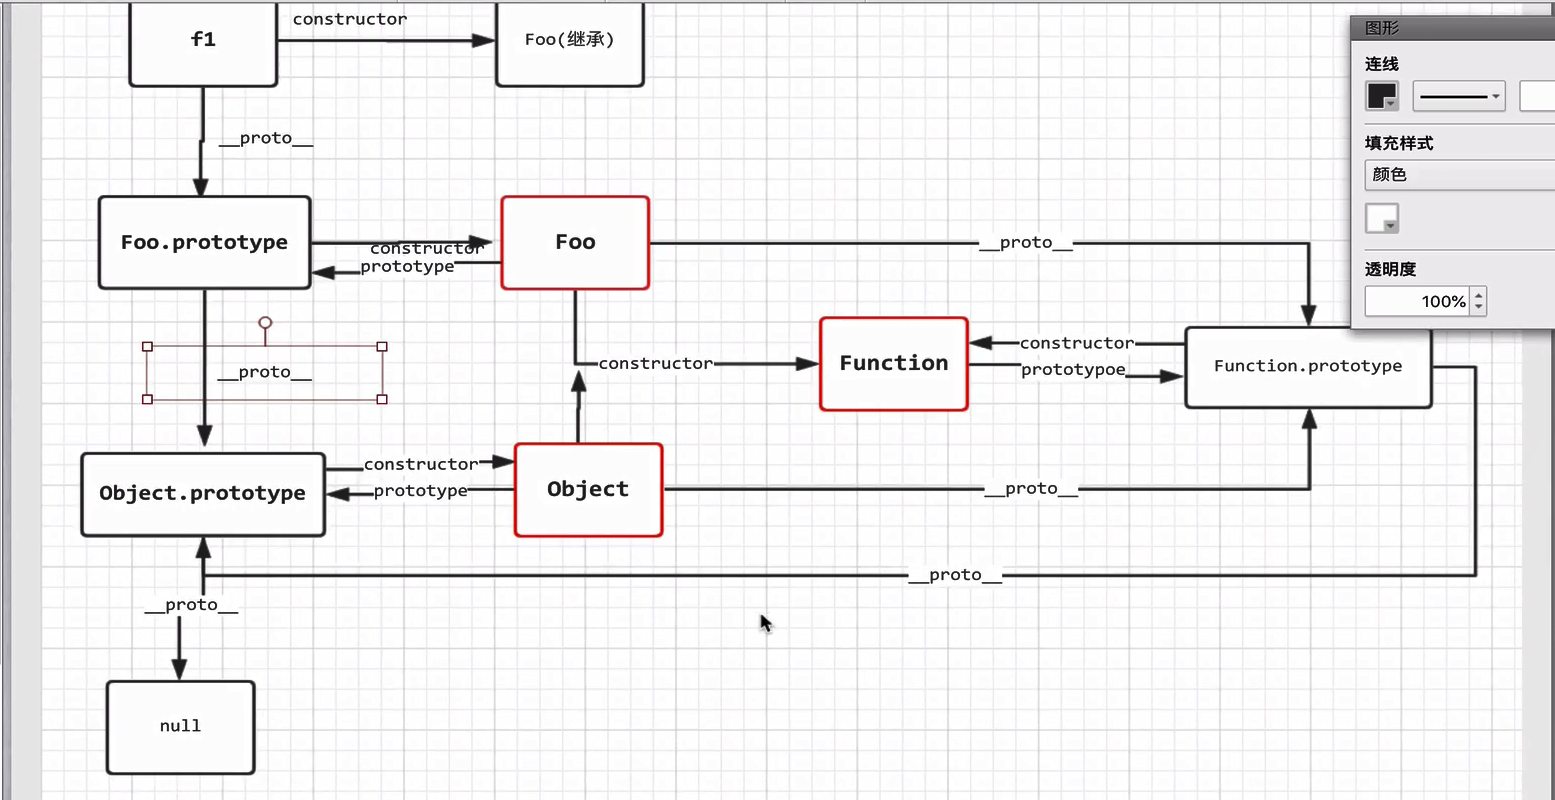 constructor
图形
f1
Foo(继承)
连线
__proto__
填充样式
颜色
Foo.prototype
constructor
prototype
Foo
__proto__
透明度
100%
__proto__
constructor
Function
constructor
prototypoe
Function.prototype
Object.prototype
constructor
prototype
Object
__proto__
__proto__
__proto__
null